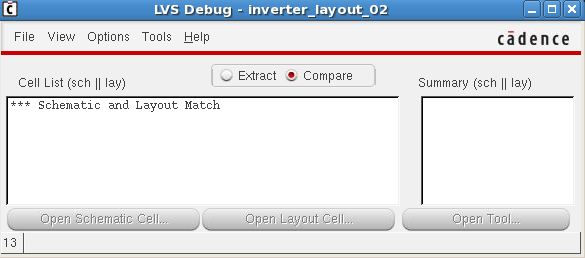 LVS Debug - inverter_layout_02
File View Options Tools Help
cādence
Extract Compare
Cell List (sch || lay) Summary (sch || lay)
*** Schematic and Layout Match
Open Schematic Cell... Open Layout Cell... Open Tool...
13